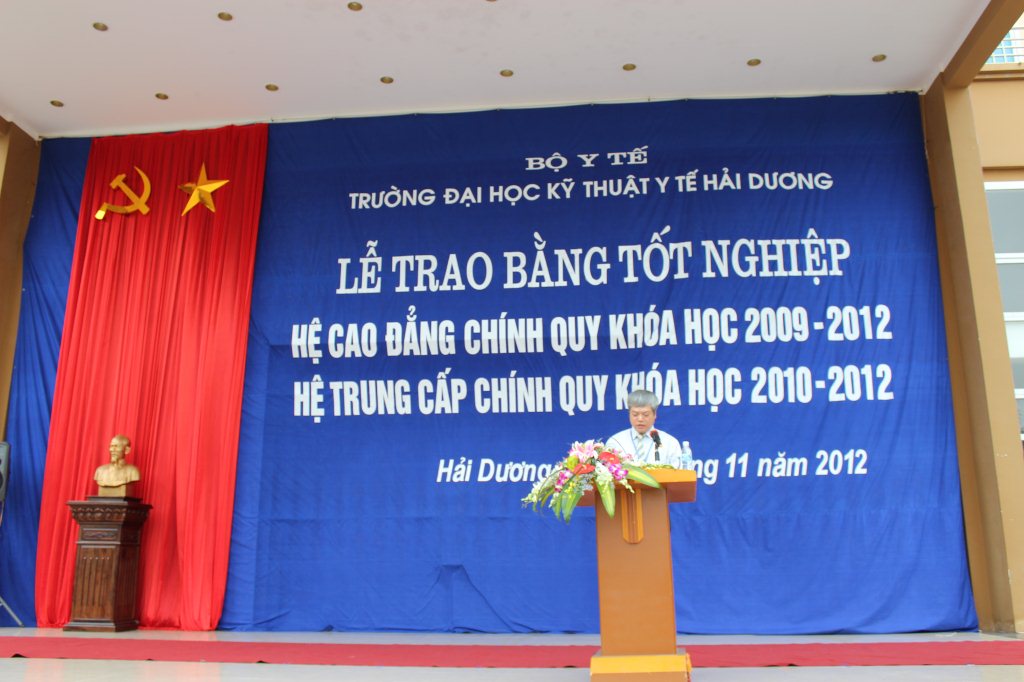 BỘ Y TẾ
TRƯỜNG ĐẠI HỌC KỸ THUẬT Y TẾ HẢI DƯƠNG
LỄ TRAO BẰNG TỐT NGHIỆP
HỆ CAO ĐẲNG CHÍNH QUY KHÓA HỌC 2009 - 2012
HỆ TRUNG CẤP CHÍNH QUY KHÓA HỌC 2010 - 2012
Hải Dương, 11 năm 2012